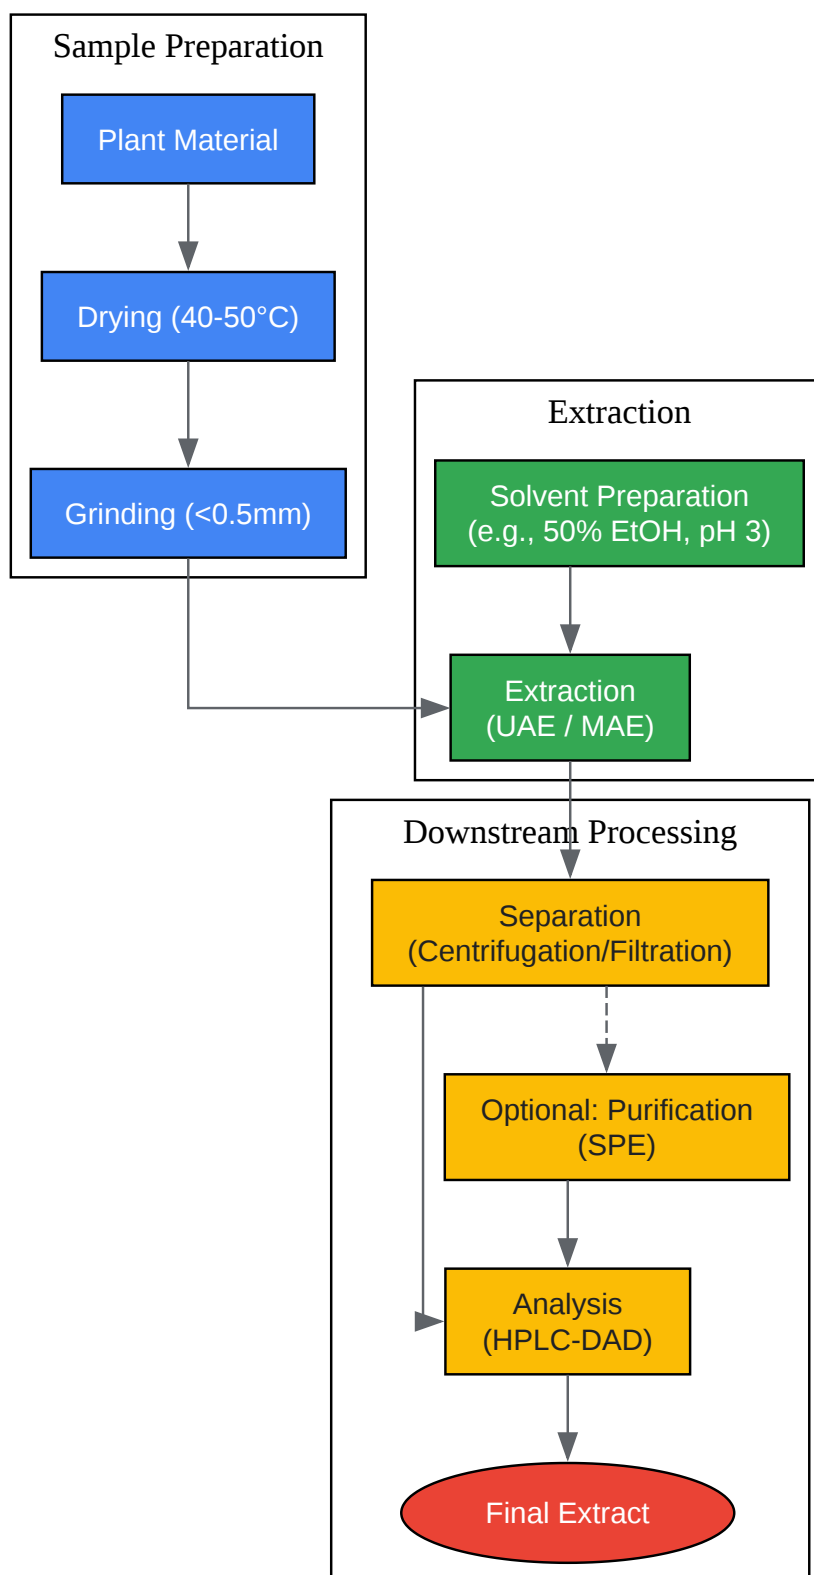 Sample Preparation
Plant Material
Drying (40-50°C)
Grinding (<0.5mm)
Extraction
Solvent Preparation
(e.g., 50% EtOH, pH 3)
Extraction
(UAE / MAE)
Downstream Processing
Separation
(Centrifugation/Filtration)
Optional: Purification
(SPE)
Analysis
(HPLC-DAD)
Final Extract